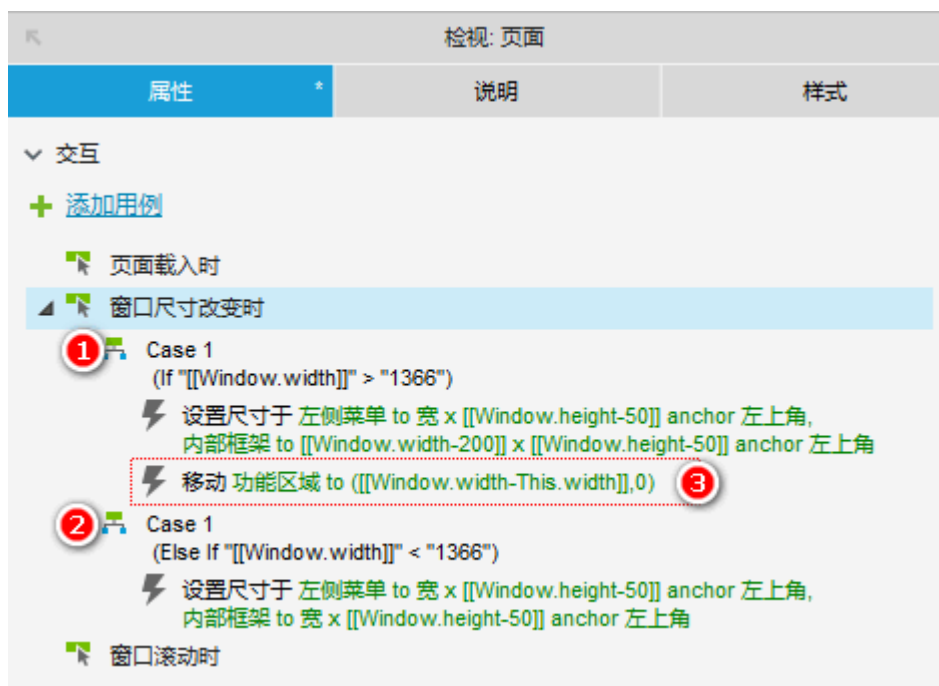 检视: 页面
属性 * 说明 样式
交互
添加用例
页面载入时
窗口尺寸改变时
1 Case 1
(If "[[Window.width]]" > "1366")
设置尺寸于 左侧菜单 to 宽 x [[Window.height-50]] anchor 左上角,
内部框架 to [[Window.width-200]] x [[Window.height-50]] anchor 左上角
移动 功能区域 to ([[Window.width-This.width]],0) 3
2 Case 1
(Else If "[[Window.width]]" < "1366")
设置尺寸于 左侧菜单 to 宽 x [[Window.height-50]] anchor 左上角,
内部框架 to 宽 x [[Window.height-50]] anchor 左上角
窗口滚动时